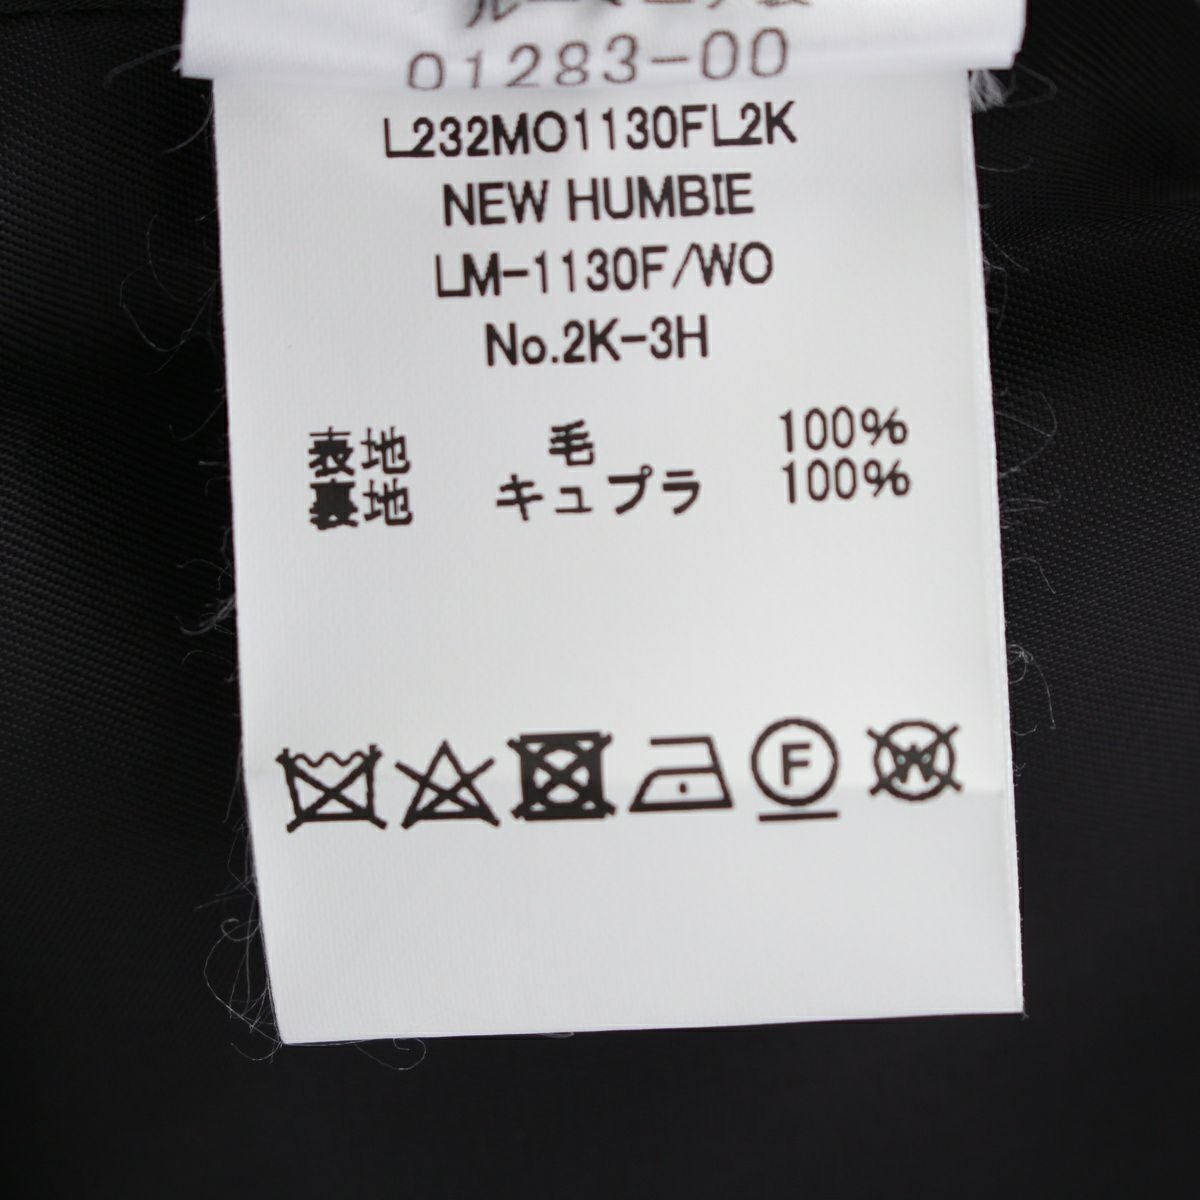 01283-00
L232MO1130FL2K
NEW HUMBIE
LM-1130F/WO
No.2K-3H
表地 毛 100%
裏地 キュプラ 100%
F
W